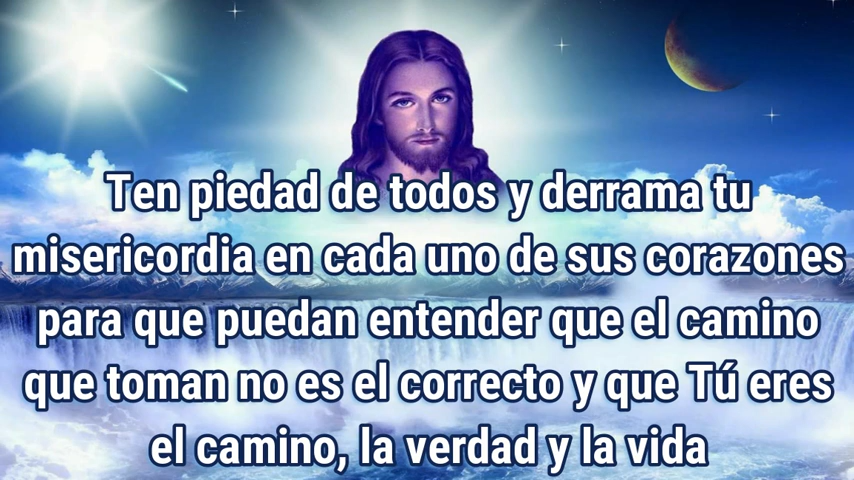 Ten piedad de todos y derrama tu
misericordia en cada uno de sus corazones
para que puedan entender que el camino
que toman no es el correcto y que Tú eres
el camino, la verdad y la vida